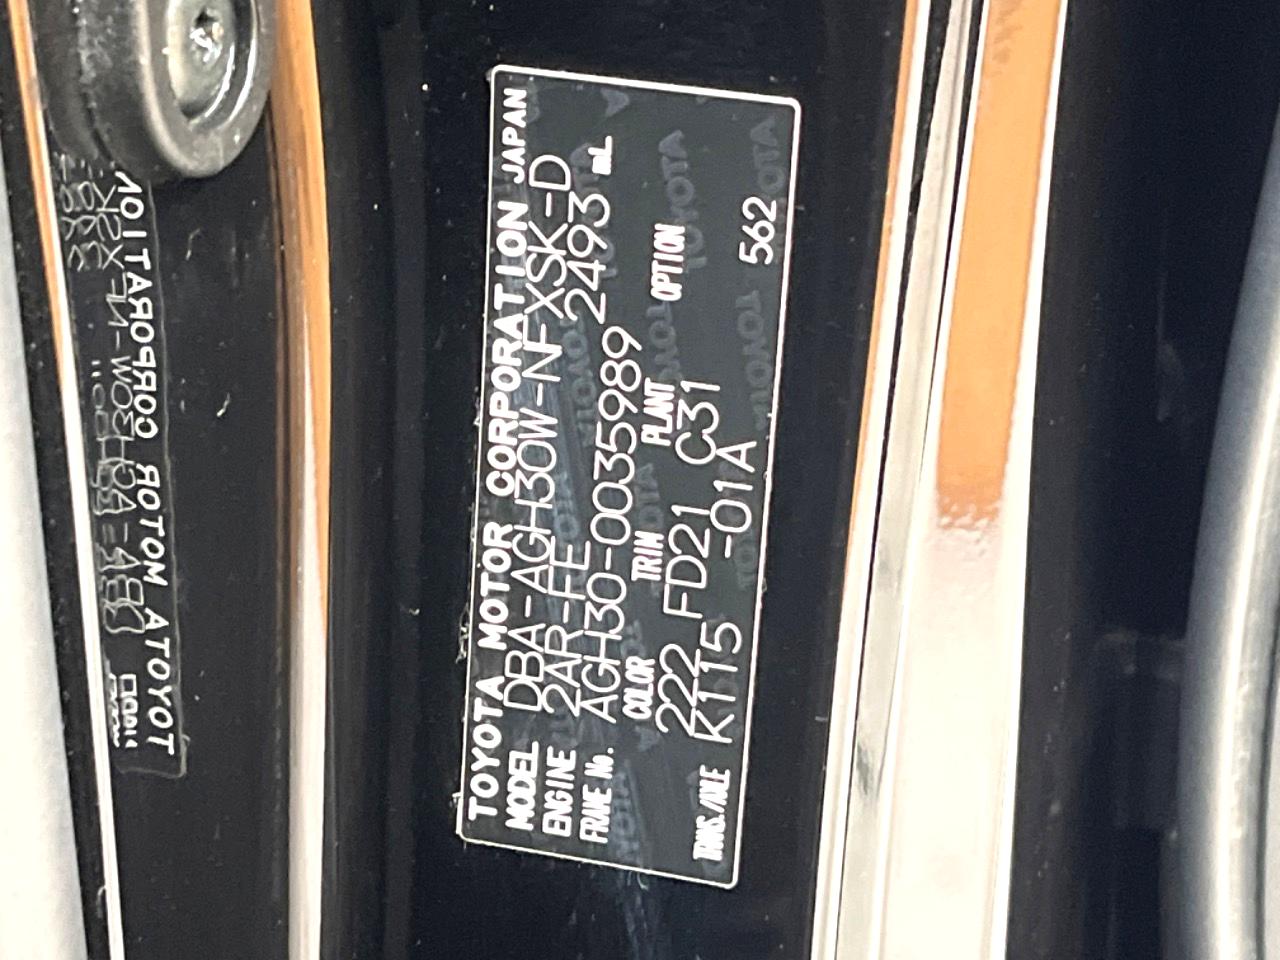 TOYOTA MOTOR CORPORATION JAPAN
MODEL DBA-AGH30W-NFXSK-D
ENGINE 2AR-FE 2493 mL
FRAME No. AGH30-0035989
COLOR TRIM PLANT OPTION
222 FD21 C31
TRANS./AXLE K115 -01A 562